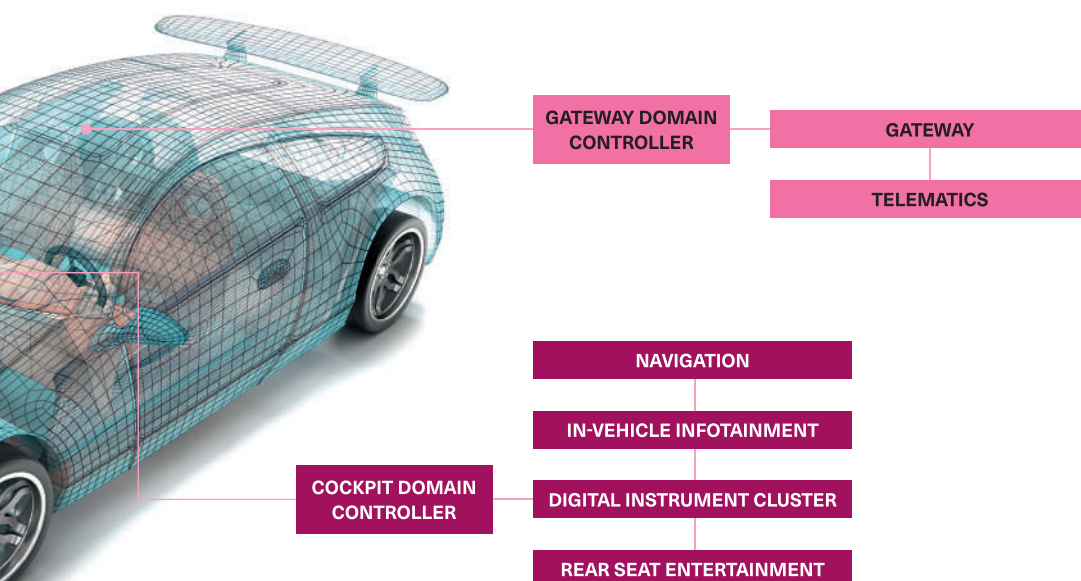 GATEWAY DOMAIN
CONTROLLER
GATEWAY
TELEMATICS
NAVIGATION
IN-VEHICLE INFOTAINMENT
COCKPIT DOMAIN
CONTROLLER
DIGITAL INSTRUMENT CLUSTER
REAR SEAT ENTERTAINMENT